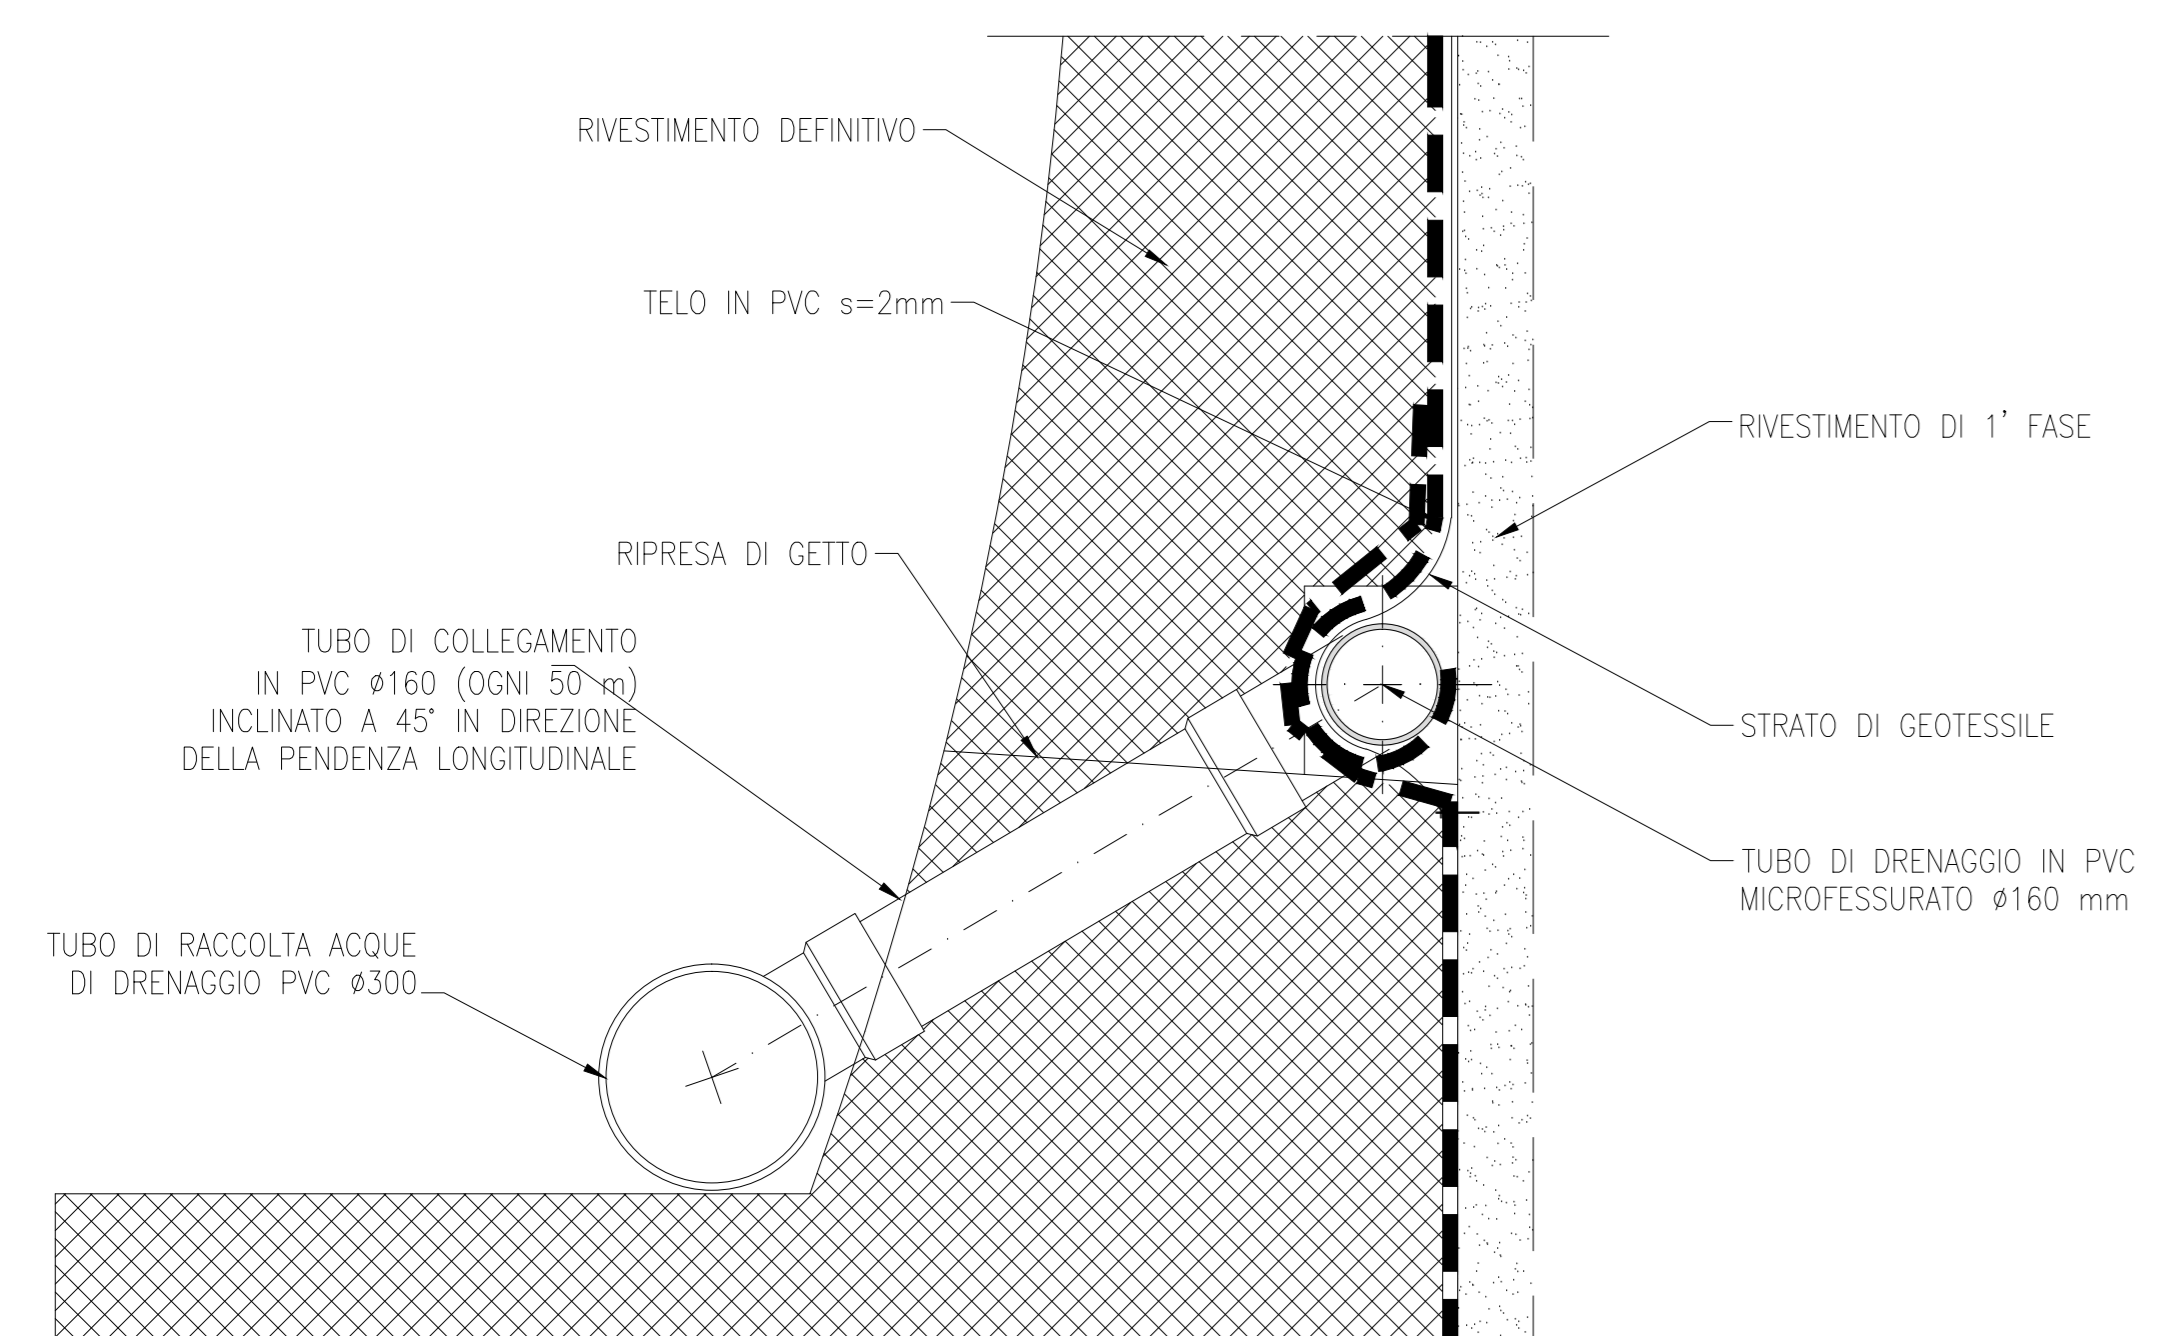 RIVESTIMENTO DEFINITIVO
TELO IN PVC s=2mm
RIPRESA DI GETTO
TUBO DI COLLEGAMENTO
IN PVC ø160 (OGNI 50 m)
INCLINATO A 45° IN DIREZIONE
DELLA PENDENZA LONGITUDINALE
TUBO DI RACCOLTA ACQUE
DI DRENAGGIO PVC ø300
RIVESTIMENTO DI 1' FASE
STRATO DI GEOTESSILE
TUBO DI DRENAGGIO IN PVC
MICROFESSURATO ø160 mm